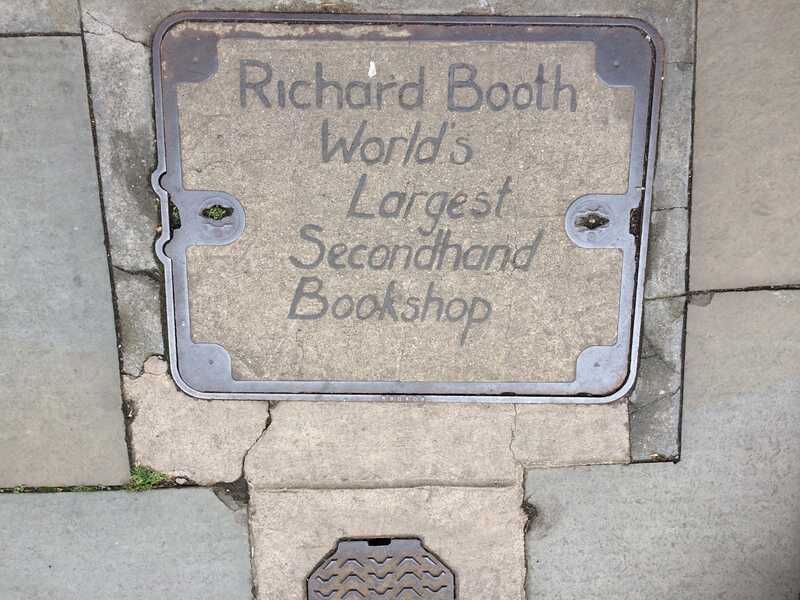 Richard Booth
World's
Largest
Secondhand
Bookshop